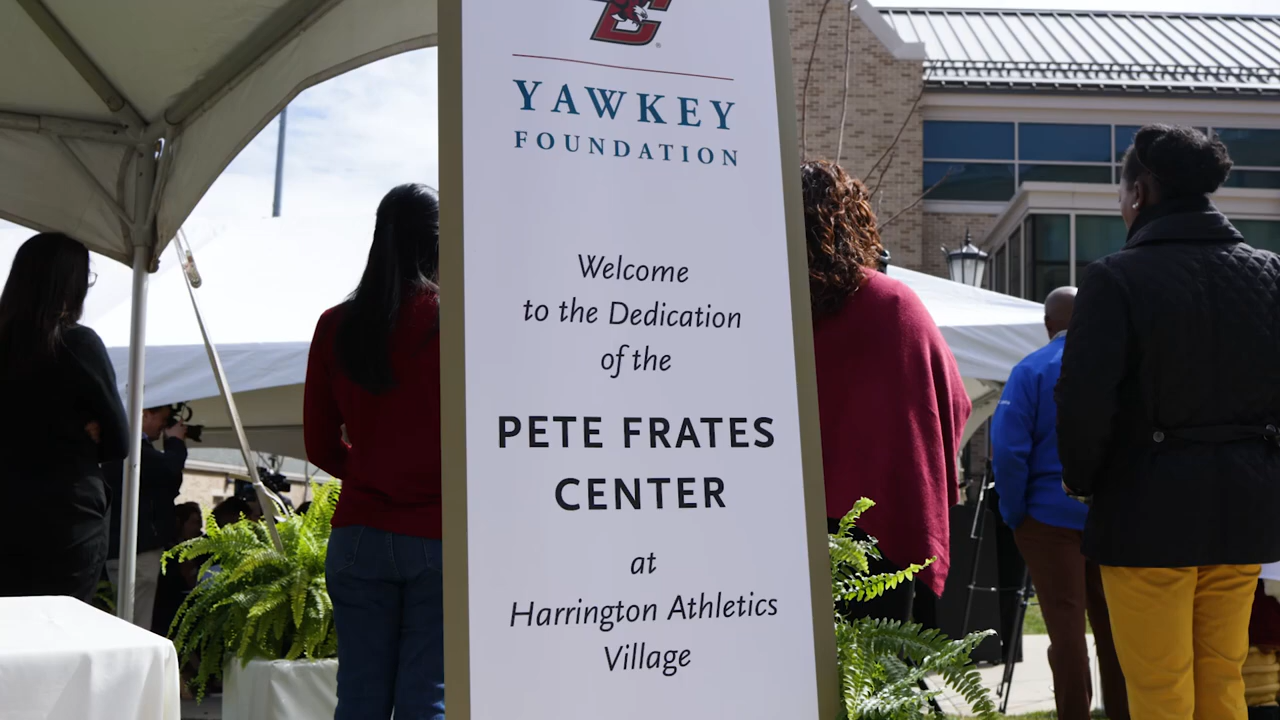 YAWKEY
FOUNDATION
Welcome
to the Dedication
of the
PETE FRATES
CENTER
at
Harrington Athletics
Village